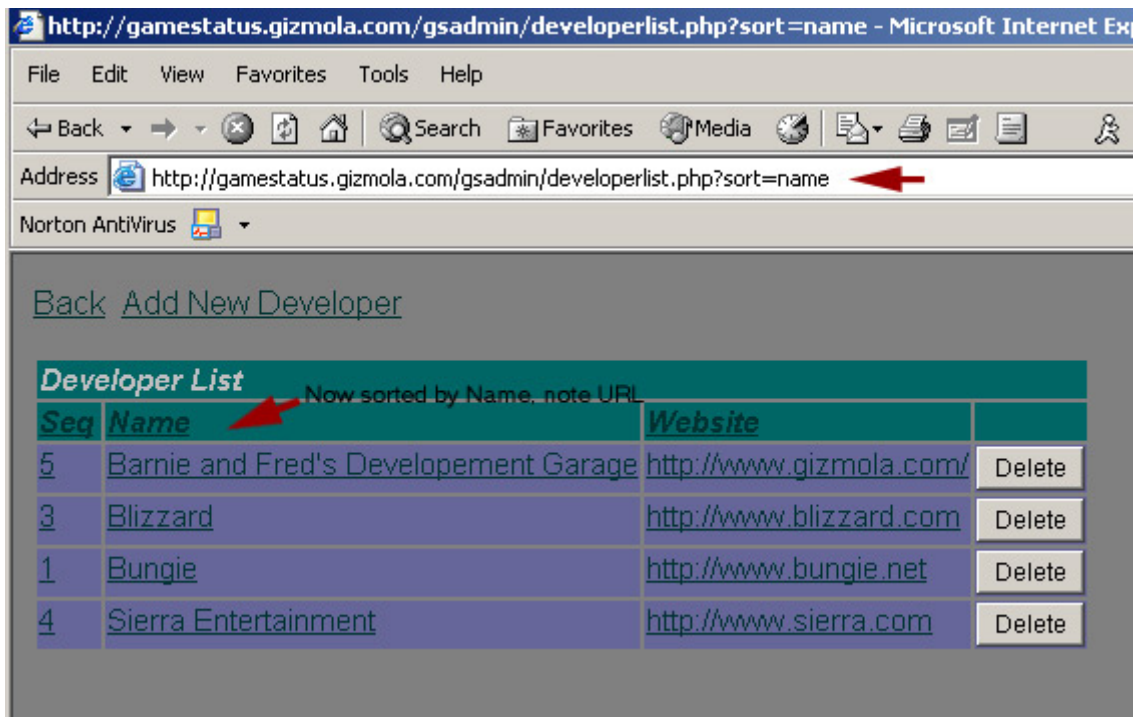 http://gamestatus.gizmola.com/gsadmin/developerlist.php?sort=name - Microsoft Internet Exp
File Edit View Favorites Tools Help
Back Search Favorites Media
Address http://gamestatus.gizmola.com/gsadmin/developerlist.php?sort=name
Norton AntiVirus
Back Add New Developer
Developer List
Now sorted by Name, note URL
Seq Name Website
5 Barnie and Fred's Developement Garage http://www.gizmola.com/ Delete
3 Blizzard http://www.blizzard.com Delete
1 Bungie http://www.bungie.net Delete
4 Sierra Entertainment http://www.sierra.com Delete